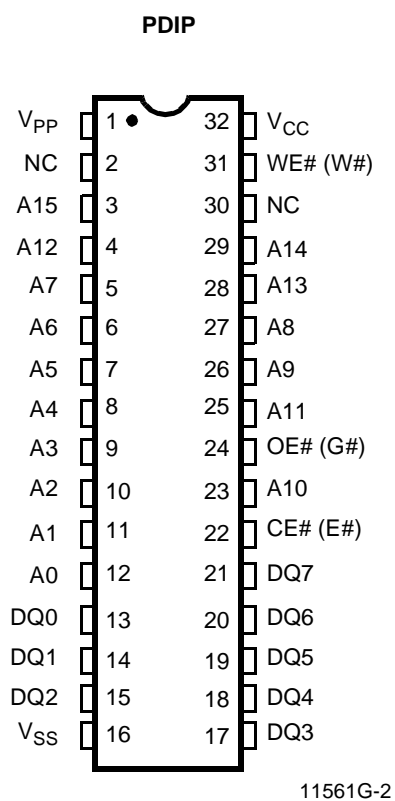 PDIP
VPP 1 32 VCC
NC 2 31 WE# (W#)
A15 3 30 NC
A12 4 29 A14
A7 5 28 A13
A6 6 27 A8
A5 7 26 A9
A4 8 25 A11
A3 9 24 OE# (G#)
A2 10 23 A10
A1 11 22 CE# (E#)
A0 12 21 DQ7
DQ0 13 20 DQ6
DQ1 14 19 DQ5
DQ2 15 18 DQ4
VSS 16 17 DQ3
11561G-2